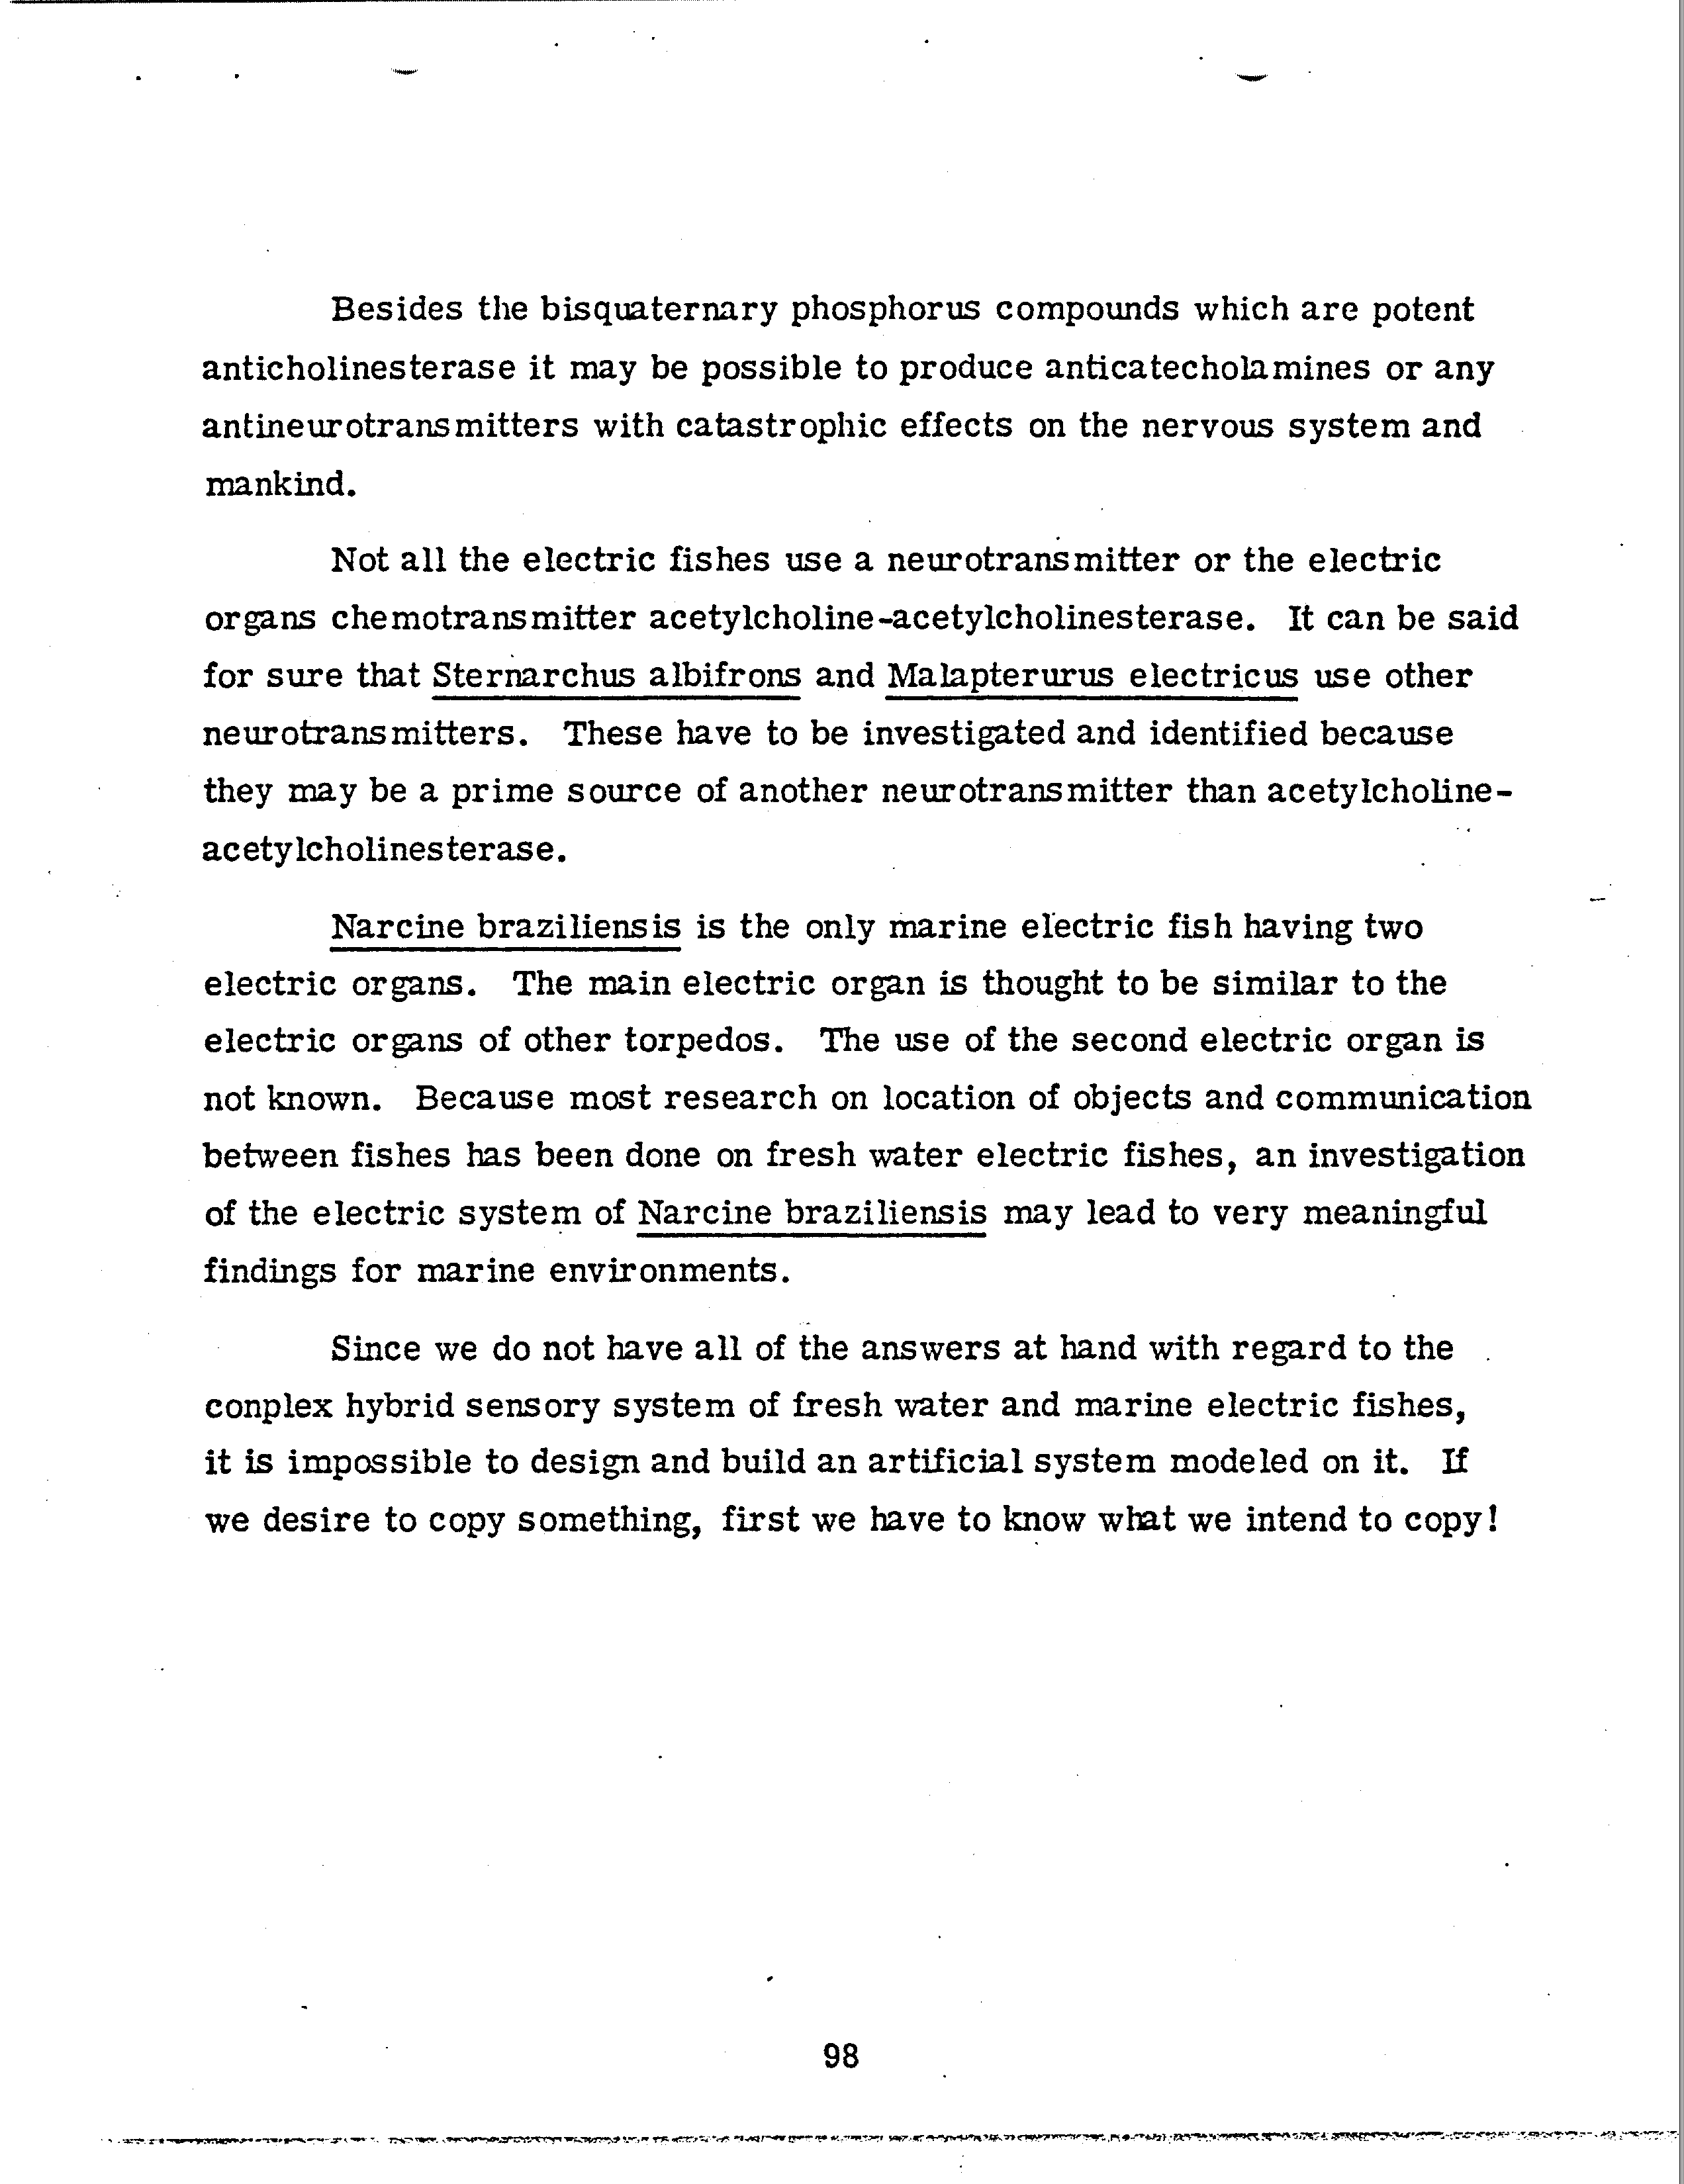 Besides the bisquaternary phosphorus compounds which are potent
anticholinesterase it may be possible to produce anticatecholamines or any
antineurotransmitters with catastrophic effects on the nervous system and
mankind.
Not all the electric fishes use a neurotransmitter or the electric
organs chemotransmitter acetylcholine-acetylcholinesterase. It can be said
for sure that Sternarchus albifrons and Malapterurus electricus use other
neurotransmitters. These have to be investigated and identified because
they may be a prime source of another neurotransmitter than acetylcholine-
acetylcholinesterase.
Narcine braziliensis is the only marine electric fish having two
electric organs. The main electric organ is thought to be similar to the
electric organs of other torpedos. The use of the second electric organ is
not known. Because most research on location of objects and communication
between fishes has been done on fresh water electric fishes, an investigation
of the electric system of Narcine braziliensis may lead to very meaningful
findings for marine environments.
Since we do not have all of the answers at hand with regard to the
conplex hybrid sensory system of fresh water and marine electric fishes,
it is impossible to design and build an artificial system modeled on it. If
we desire to copy something, first we have to know what we intend to copy!
98